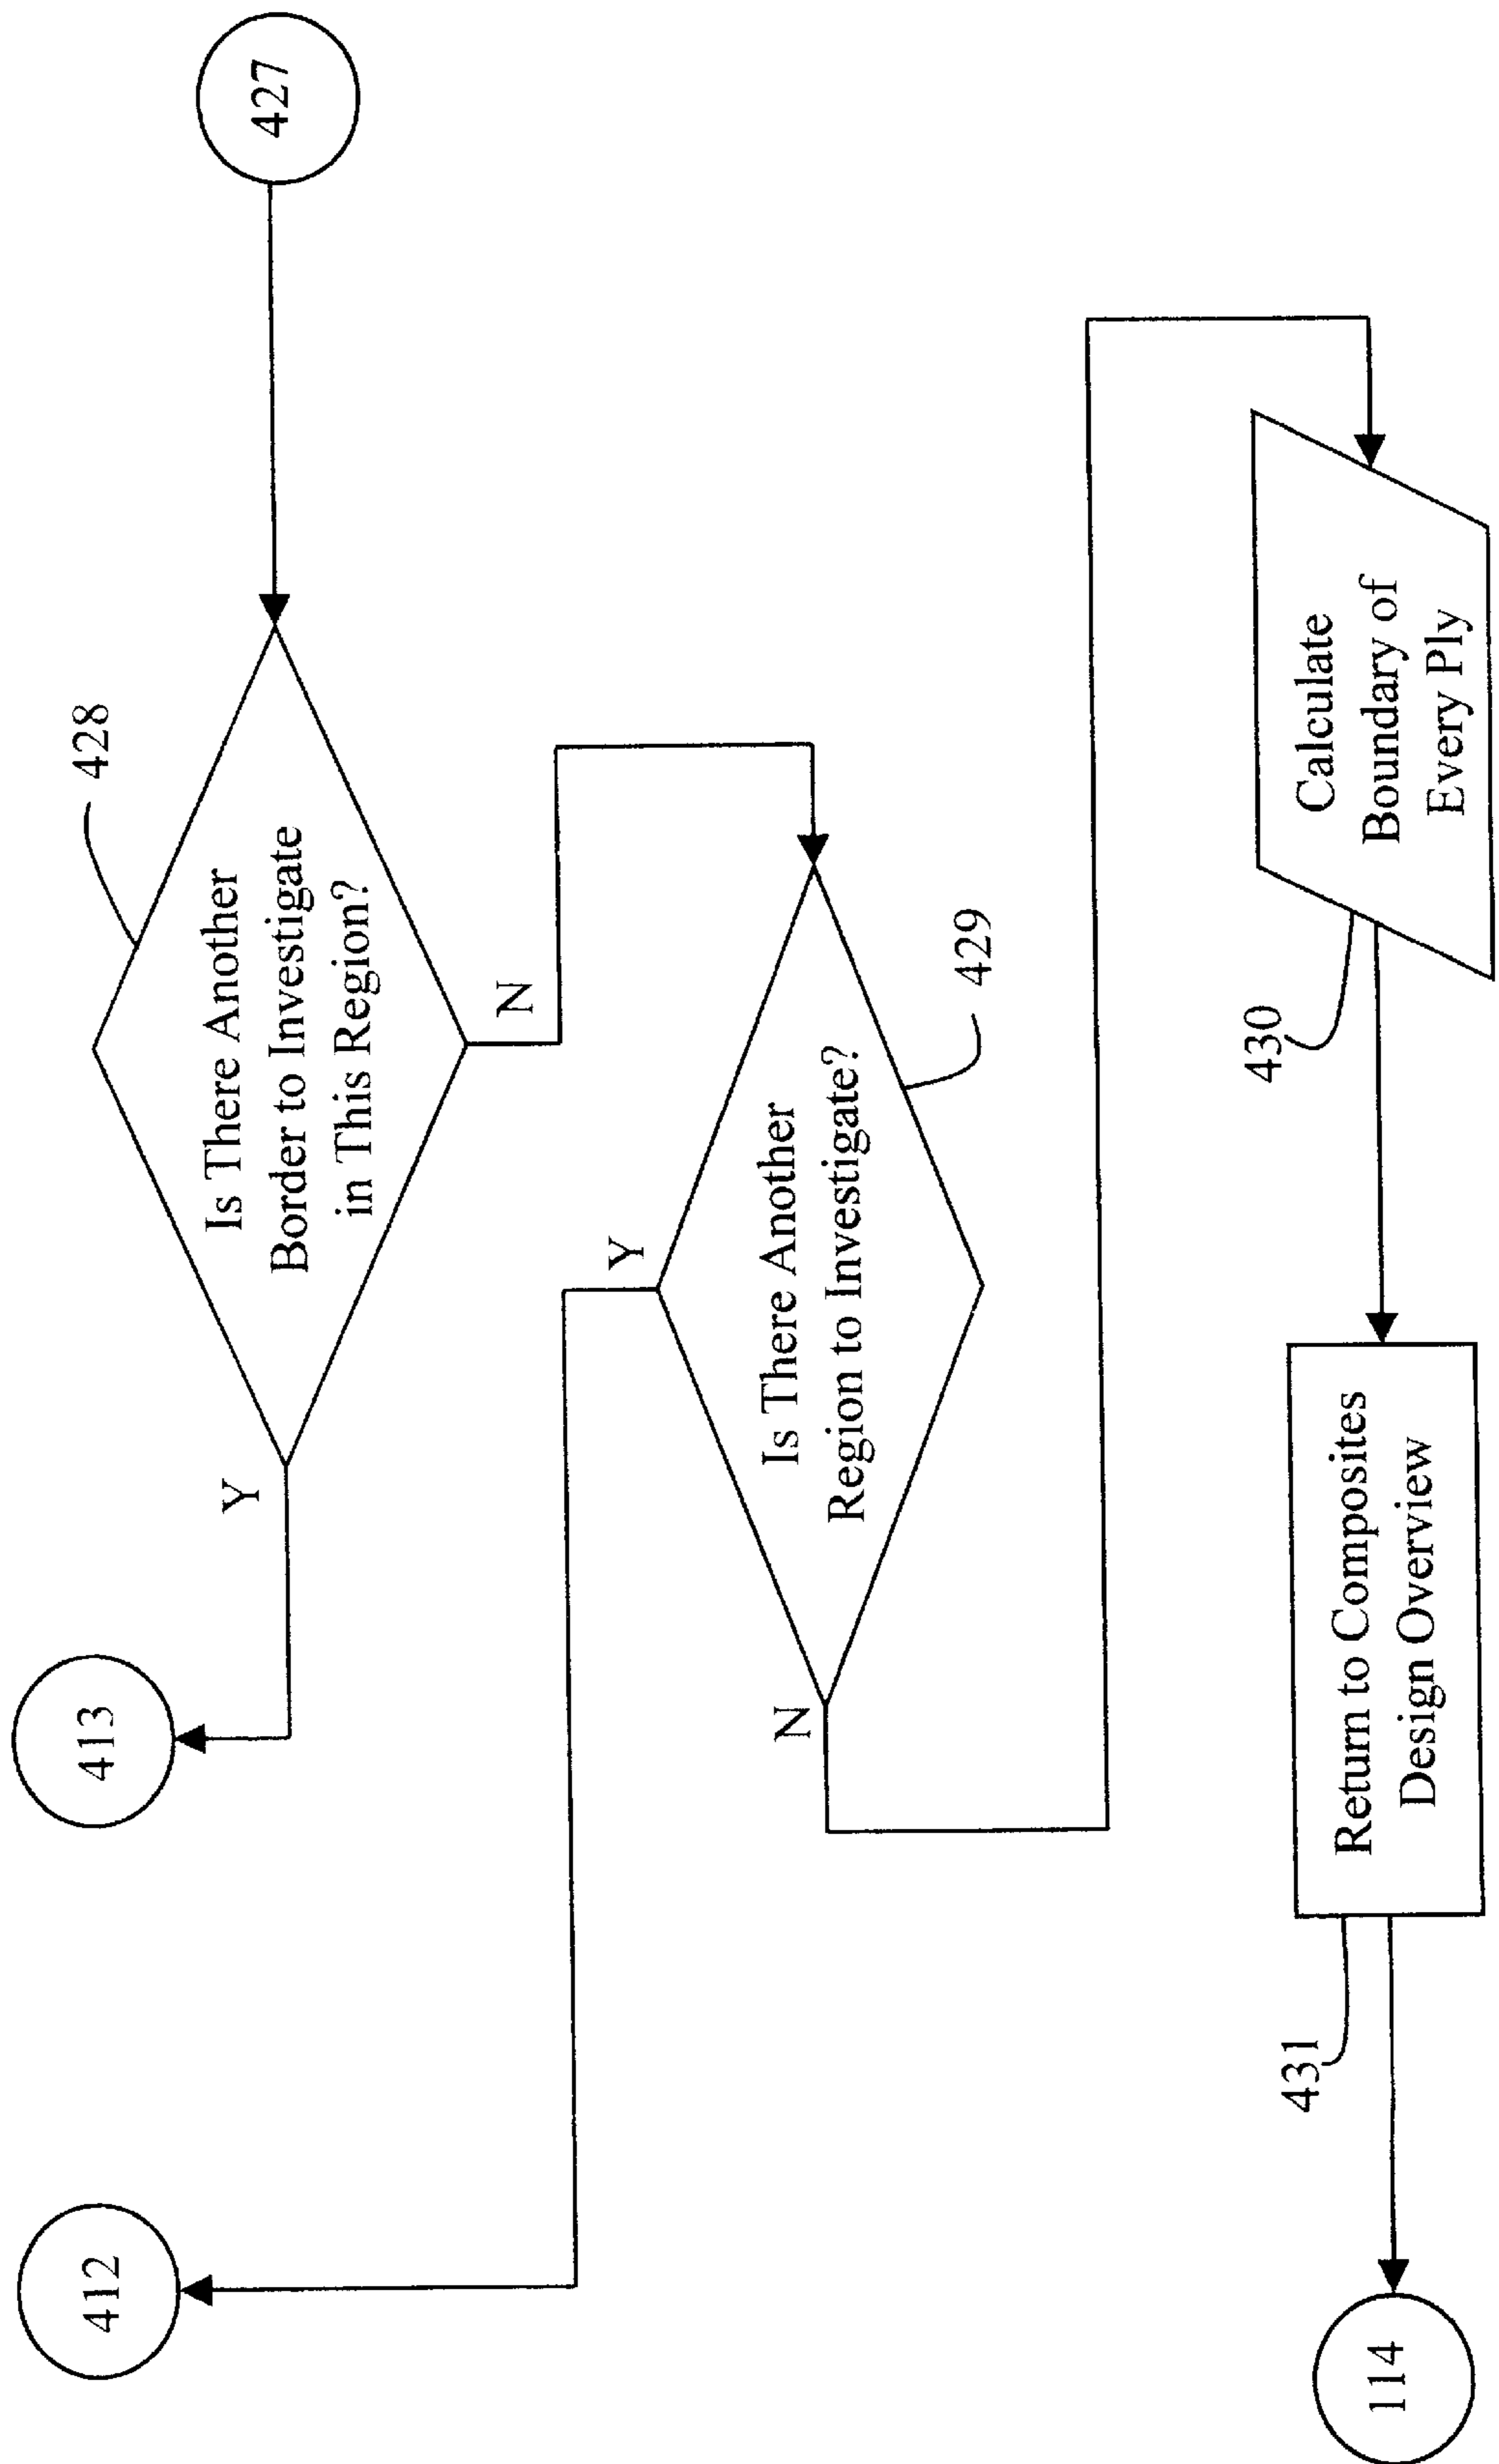 427
428
Is There Another
Border to Investigate
in This Region?
Y
413
N
429
Is There Another
Region to Investigate?
Y
412
N
430
Calculate
Boundary of
Every Ply
431
Return to Composites
Design Overview
114